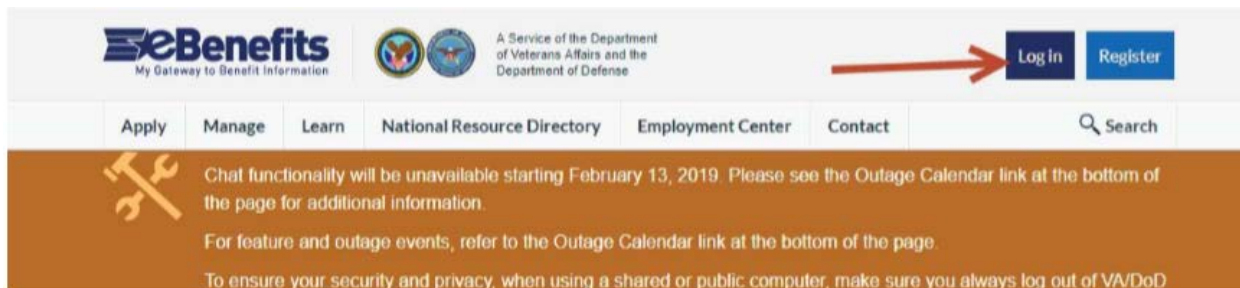 eBenefits
My Gateway to Benefit Information
A Service of the Department
of Veterans Affairs and the
Department of Defense
Log in
Register
Apply
Manage
Learn
National Resource Directory
Employment Center
Contact
Search
Chat functionality will be unavailable starting February 13, 2019. Please see the Outage Calendar link at the bottom of
the page for additional information.
For feature and outage events, refer to the Outage Calendar link at the bottom of the page.
To ensure your security and privacy, when using a shared or public computer, make sure you always log out of VA/DoD